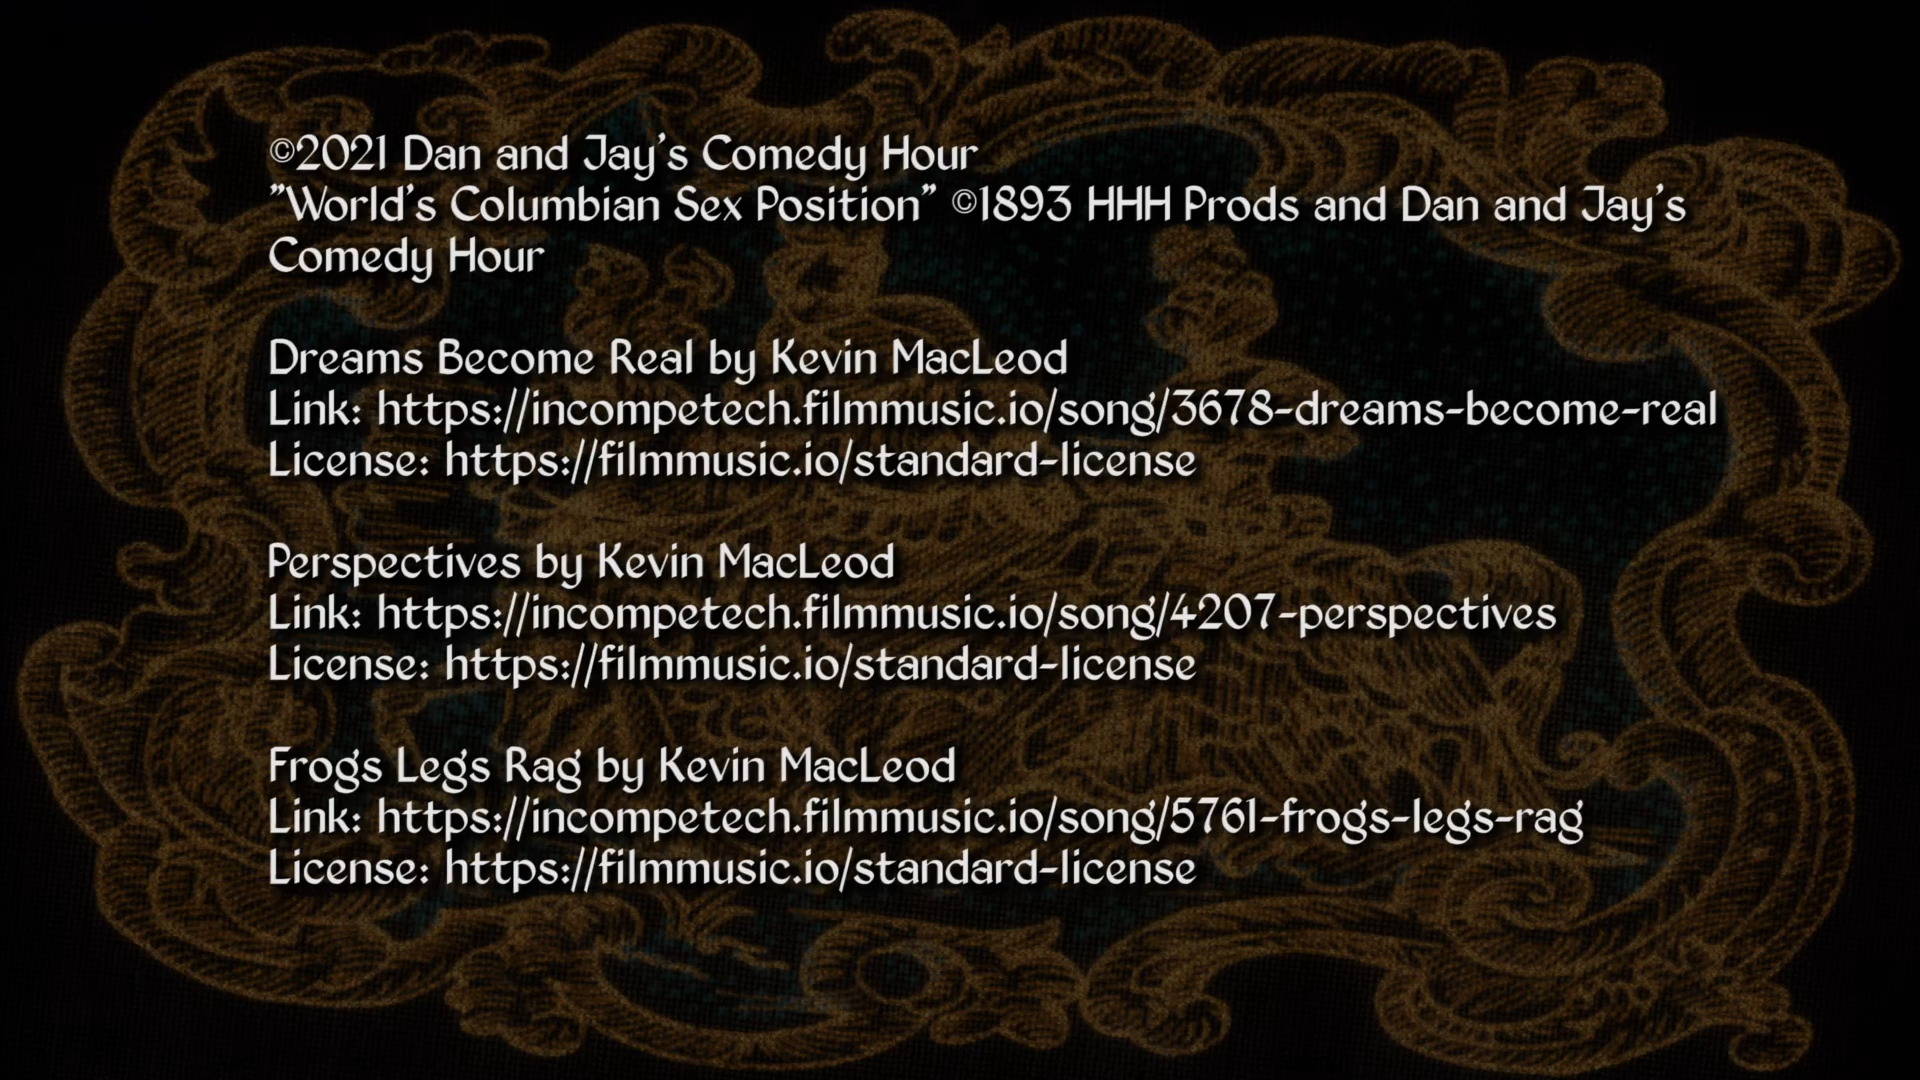 ©2021 Dan and Jay's Comedy Hour
"World's Columbian Sex Position" ©1893 HHH Prods and Dan and Jay's
Comedy Hour
Dreams Become Real by Kevin MacLeod
Link: https://incompetech.filmmusic.io/song/3678-dreams-become-real
License: https://filmmusic.io/standard-license
Perspectives by Kevin MacLeod
Link: https://incompetech.filmmusic.io/song/4207-perspectives
License: https://filmmusic.io/standard-license
Frogs Legs Rag by Kevin MacLeod
Link: https://incompetech.filmmusic.io/song/5761-frogs-legs-rag
License: https://filmmusic.io/standard-license